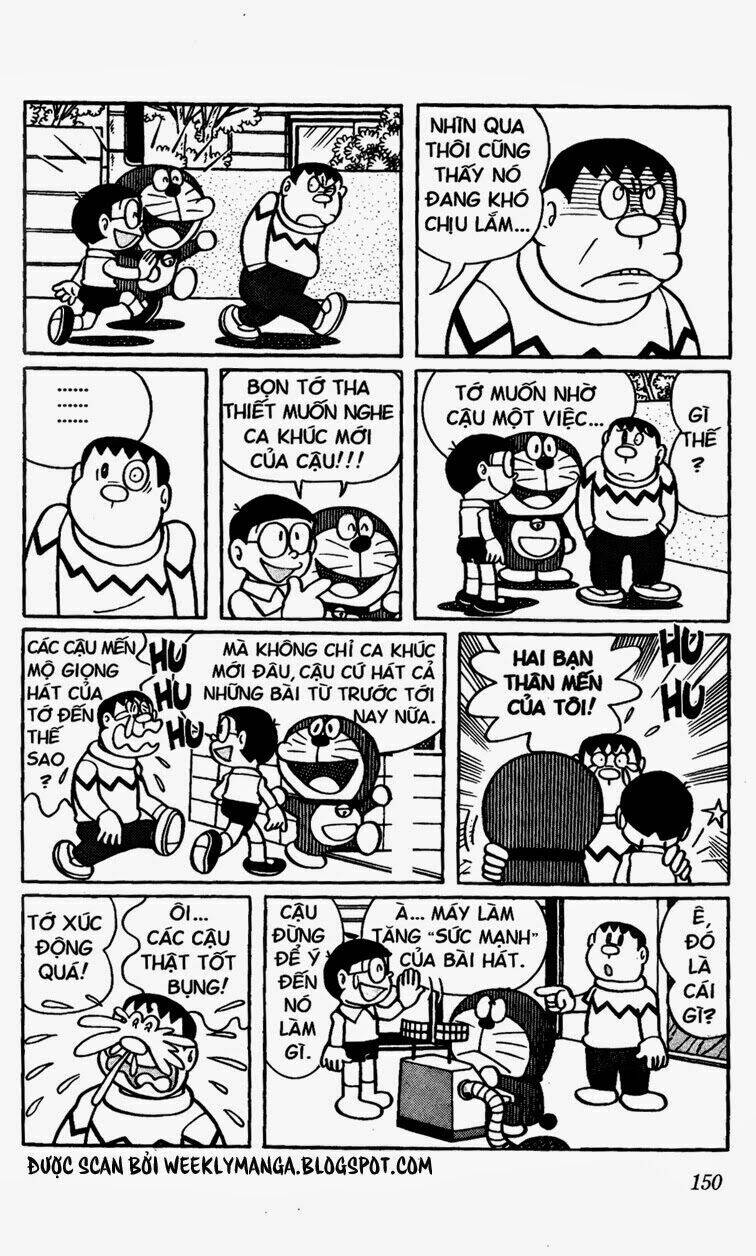 NHÌN QUA
THÔI CŨNG
THẤY NÓ
ĐANG KHÓ
CHỊU LẮM...
GÌ
THẾ
?
TỚ MUỐN NHỜ
CẬU MỘT VIỆC...
BỌN TỚ THA
THIẾT MUỐN NGHE
CA KHÚC MỚI
CỦA CẬU!!!
......
......
......
HU
HU
HAI BẠN
THÂN MẾN
CỦA TÔI!
MÀ KHÔNG CHỈ CA KHÚC
MỚI ĐÂU, CẬU CỨ HÁT CẢ
NHỮNG BÀI TỪ TRƯỚC TỚI
NAY NỮA.
HU
HU
HU
CÁC CẬU MẾN
MỘ GIỌNG
HÁT CỦA
TỚ ĐẾN
THẾ
SAO
?
Ê,
ĐÓ
LÀ
CÁI
GÌ?
À... MÁY LÀM
TĂNG "SỨC MẠNH"
CỦA BÀI HÁT.
CẬU
ĐỪNG
ĐỂ Ý
ĐẾN
NÓ
LÀM
GÌ.
ÔI...
CÁC CẬU
THẬT TỐT
BỤNG!
TỚ XÚC
ĐỘNG
QUÁ!
ĐƯỢC SCAN BỞI WEEKLYMANGA.BLOGSPOT.COM
150